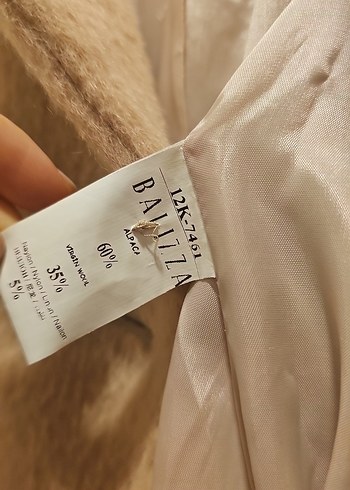 12K-7461
BALIZZA
60%
ALPACA
35%
VIRGIN WOOL
5%